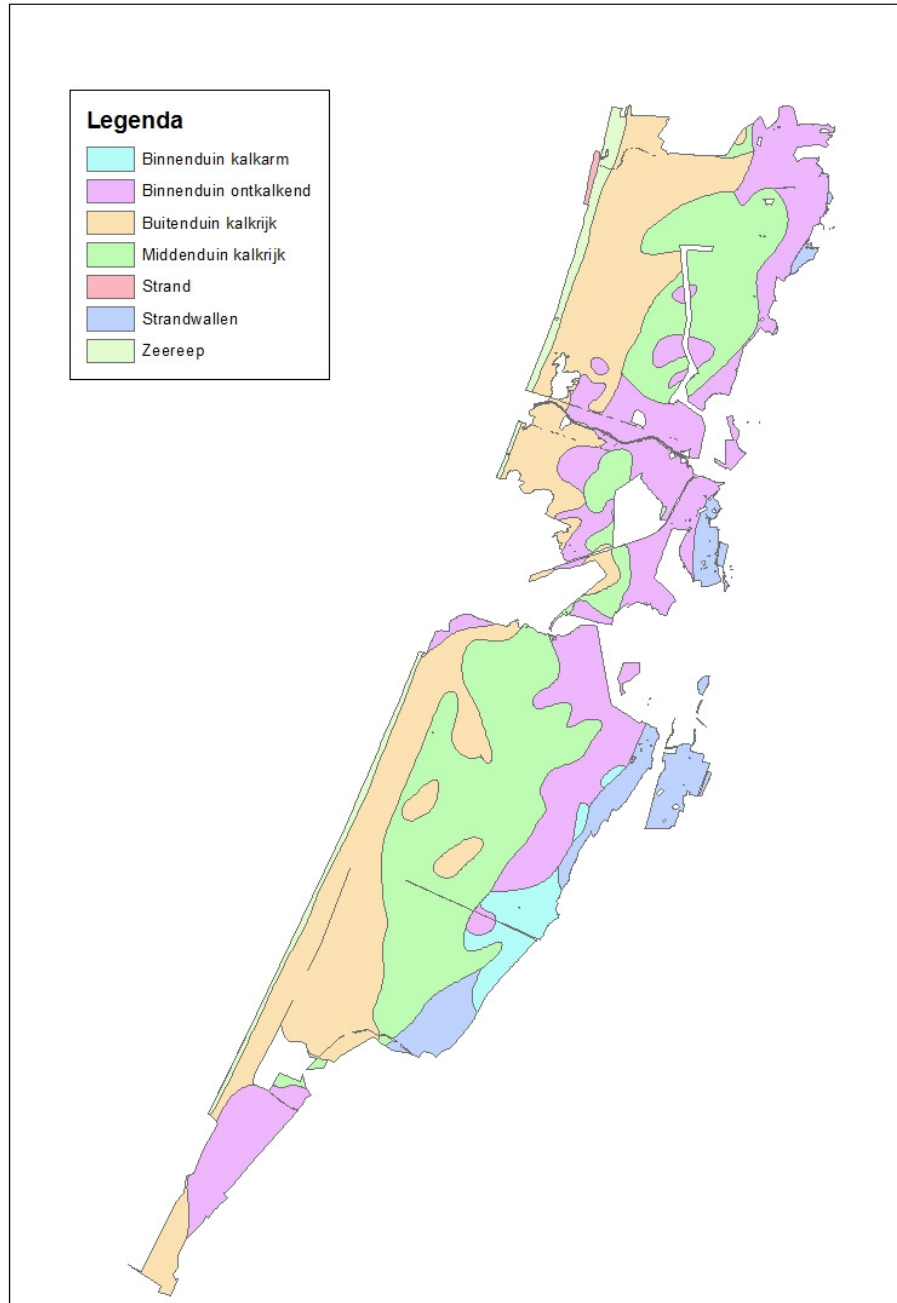 Legenda
Binnenduin kalkarm
Binnenduin ontkalkend
Buitenduin kalkrijk
Middenduin kalkrijk
Strand
Strandwallen
Zeereep